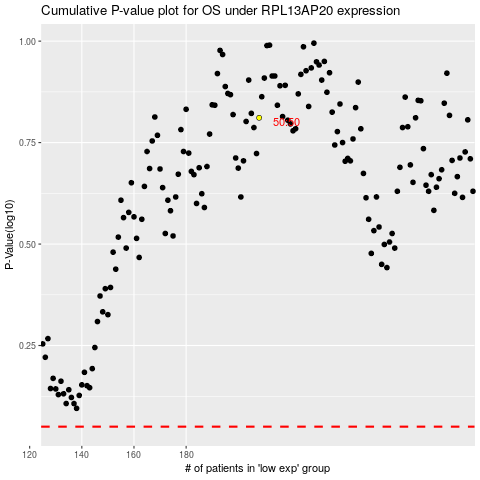 Cumulative P-value plot for OS under RPL13AP20 expression
P-Value(log10)
1.00
0.75
0.50
0.25
50:50
120 140 160 180
# of patients in 'low exp' group